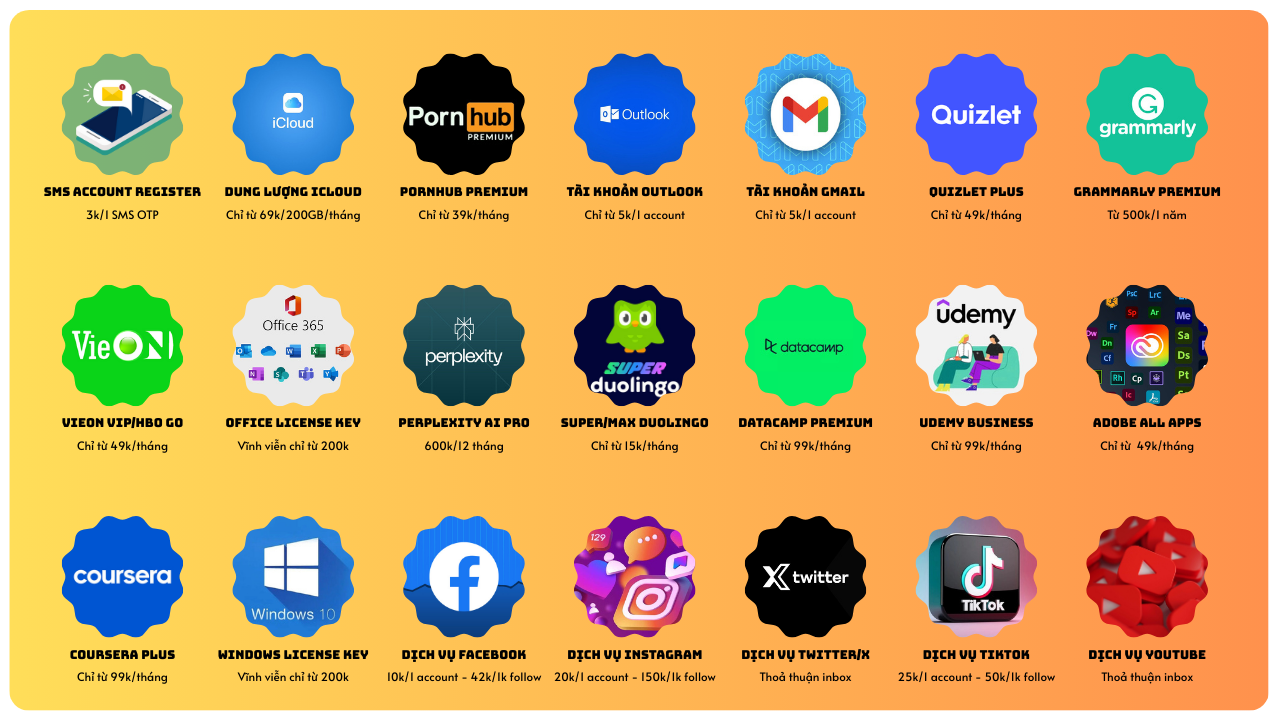 iCloud
Porn hub
PREMIUM
Outlook
Quizlet
grammarly
SMS ACCOUNT REGISTER
DUNG LƯỢNG ICLOUD
PORNHUB PREMIUM
TÀI KHOẢN OUTLOOK
TÀI KHOẢN GMAIL
QUIZLET PLUS
GRAMMARLY PREMIUM
3k/1 SMS OTP
Chỉ từ 69k/200GB/tháng
Chỉ từ 39k/tháng
Chỉ từ 5k/1 account
Chỉ từ 5k/1 account
Chỉ từ 49k/tháng
Từ 500k/1 năm
VieON
Office 365
perplexity
SUPER
duolingo
datacamp
udemy
PsC LrC
Sp Ar Me
Dw Fr
Dn Sa
Cf Ds
Rh Cp Pt
Ic
VIEON VIP/HBO GO
OFFICE LICENSE KEY
PERPLEXITY AI PRO
SUPER/MAX DUOLINGO
DATACAMP PREMIUM
UDEMY BUSINESS
ADOBE ALL APPS
Chỉ từ 49k/tháng
Vĩnh viễn chỉ từ 200k
600k/12 tháng
Chỉ từ 15k/tháng
Chỉ từ 99k/tháng
Chỉ từ 99k/tháng
Chỉ từ 49k/tháng
coursera
Windows 10
129
X twitter
TikTok
COURSERA PLUS
WINDOWS LICENSE KEY
DỊCH VỤ FACEBOOK
DỊCH VỤ INSTAGRAM
DỊCH VỤ TWITTER/X
DỊCH VỤ TIKTOK
DỊCH VỤ YOUTUBE
Chỉ từ 99k/tháng
Vĩnh viễn chỉ từ 200k
10k/1 account - 42k/1k follow
20k/1 account - 150k/1k follow
Thoả thuận inbox
25k/1 account - 50k/1k follow
Thoả thuận inbox